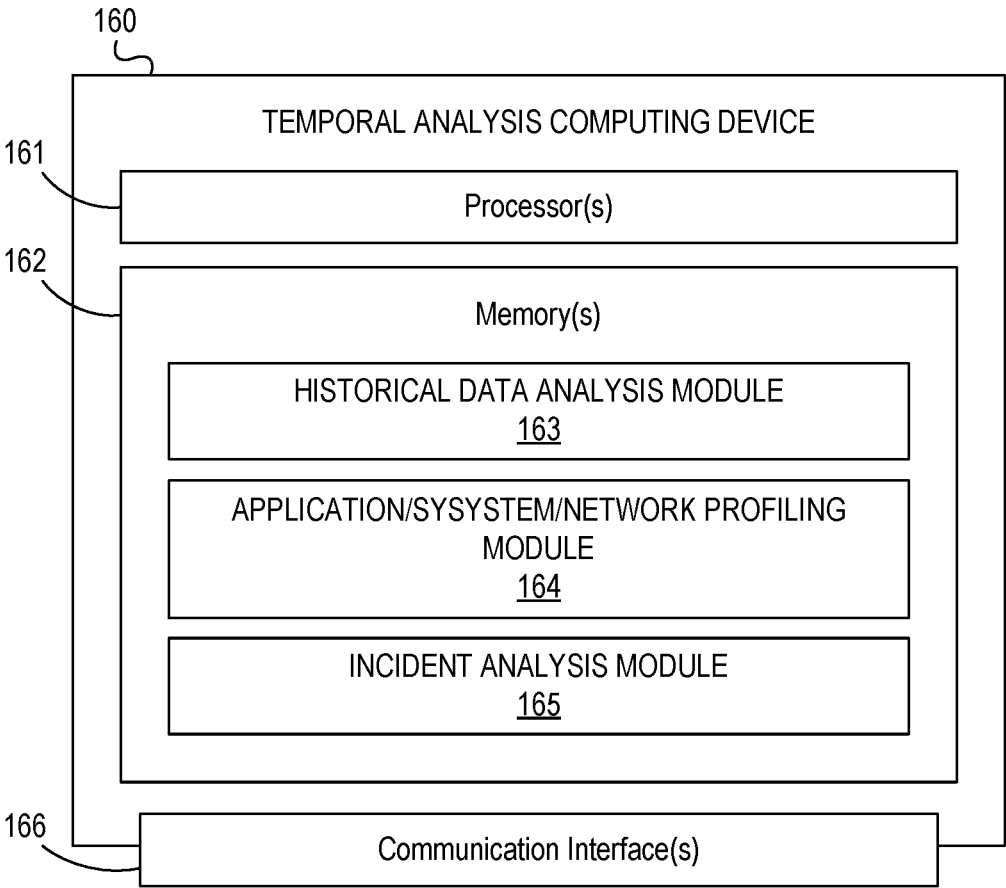 160
TEMPORAL ANALYSIS COMPUTING DEVICE
161
Processor(s)
162
Memory(s)
HISTORICAL DATA ANALYSIS MODULE
163
APPLICATION/SYSYSTEM/NETWORK PROFILING
MODULE
164
INCIDENT ANALYSIS MODULE
165
166
Communication Interface(s)